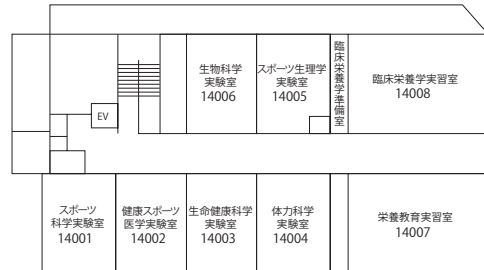 生物科学
実験室
14006
スポーツ生理学
実験室
14005
臨床栄養学準備室
臨床栄養学実習室
14008
EV
スポーツ
科学実験室
14001
健康スポーツ
医学実験室
14002
生命健康科学
実験室
14003
体力科学
実験室
14004
栄養教育実習室
14007